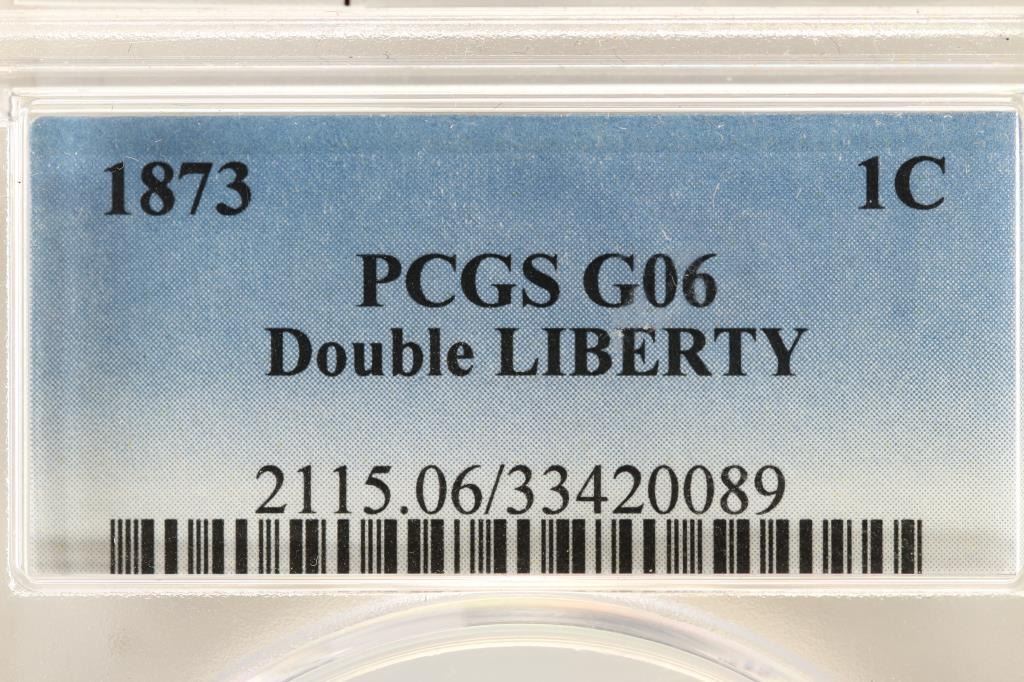 1873 1C
PCGS G06
Double LIBERTY
2115.06/33420089